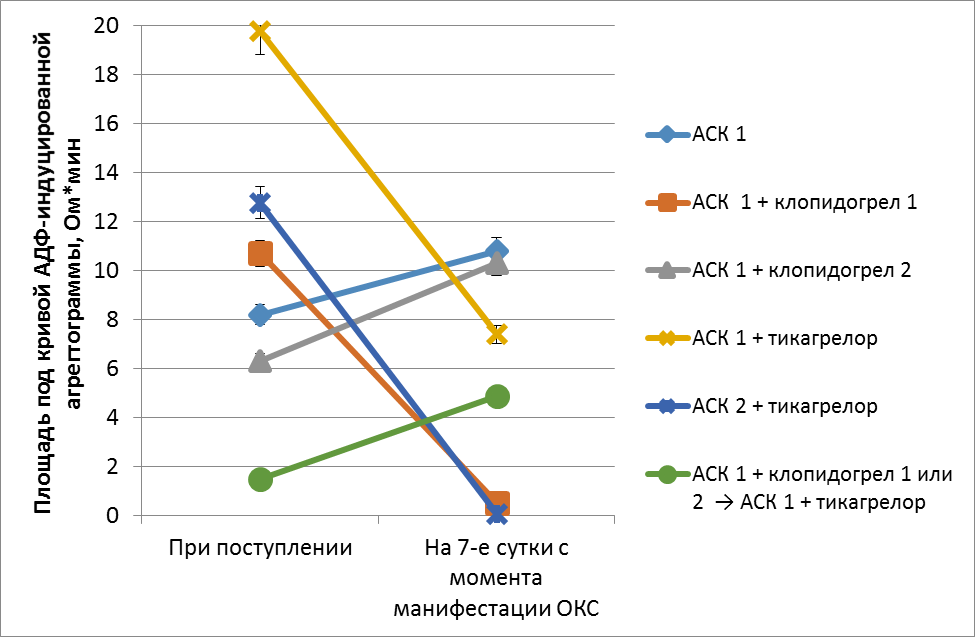 Площадь под кривой АДФ-индуцированной
агреттограммы, Ом*мин
20
18
16
14
12
10
8
6
4
2
0
При поступлении
На 7-е сутки с
момента
манифестации ОКС
АСК 1
АСК 1 + клопидогрел 1
АСК 1 + клопидогрел 2
АСК 1 + тикагрелор
АСК 2 + тикагрелор
АСК 1 + клопидогрел 1 или
2 → АСК 1 + тикагрелор